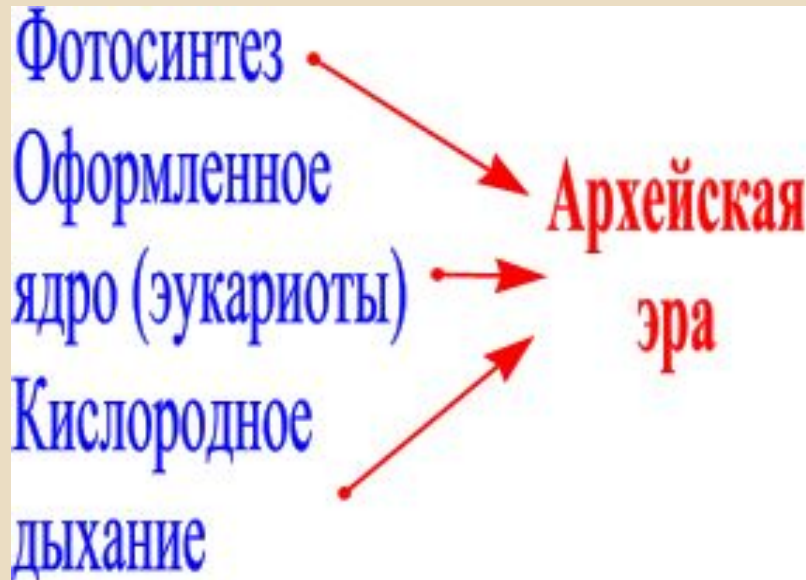 Фотосинтез
Оформленное
ядро (эукариоты)
Кислородное
дыхание
Архейская
эра